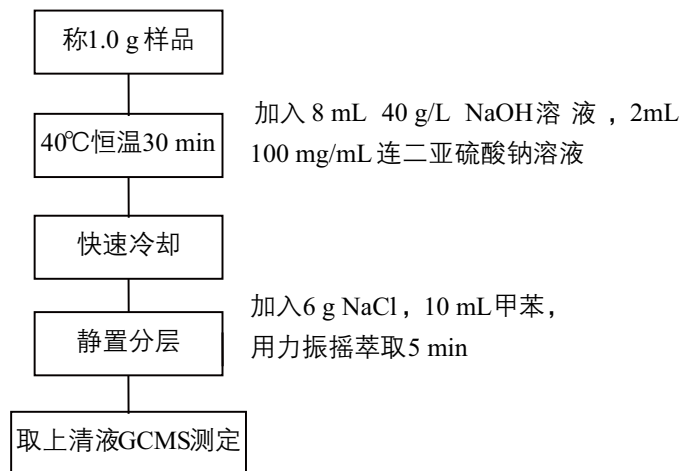 称1.0 g 样品
加入 8 mL 40 g/L NaOH溶 液 ，2mL
40℃恒温30 min
100 mg/mL 连二亚硫酸钠溶液
快速冷却
加入6 g NaCl，10 mL甲苯，
静置分层
用力振摇萃取5 min
取上清液GCMS测定